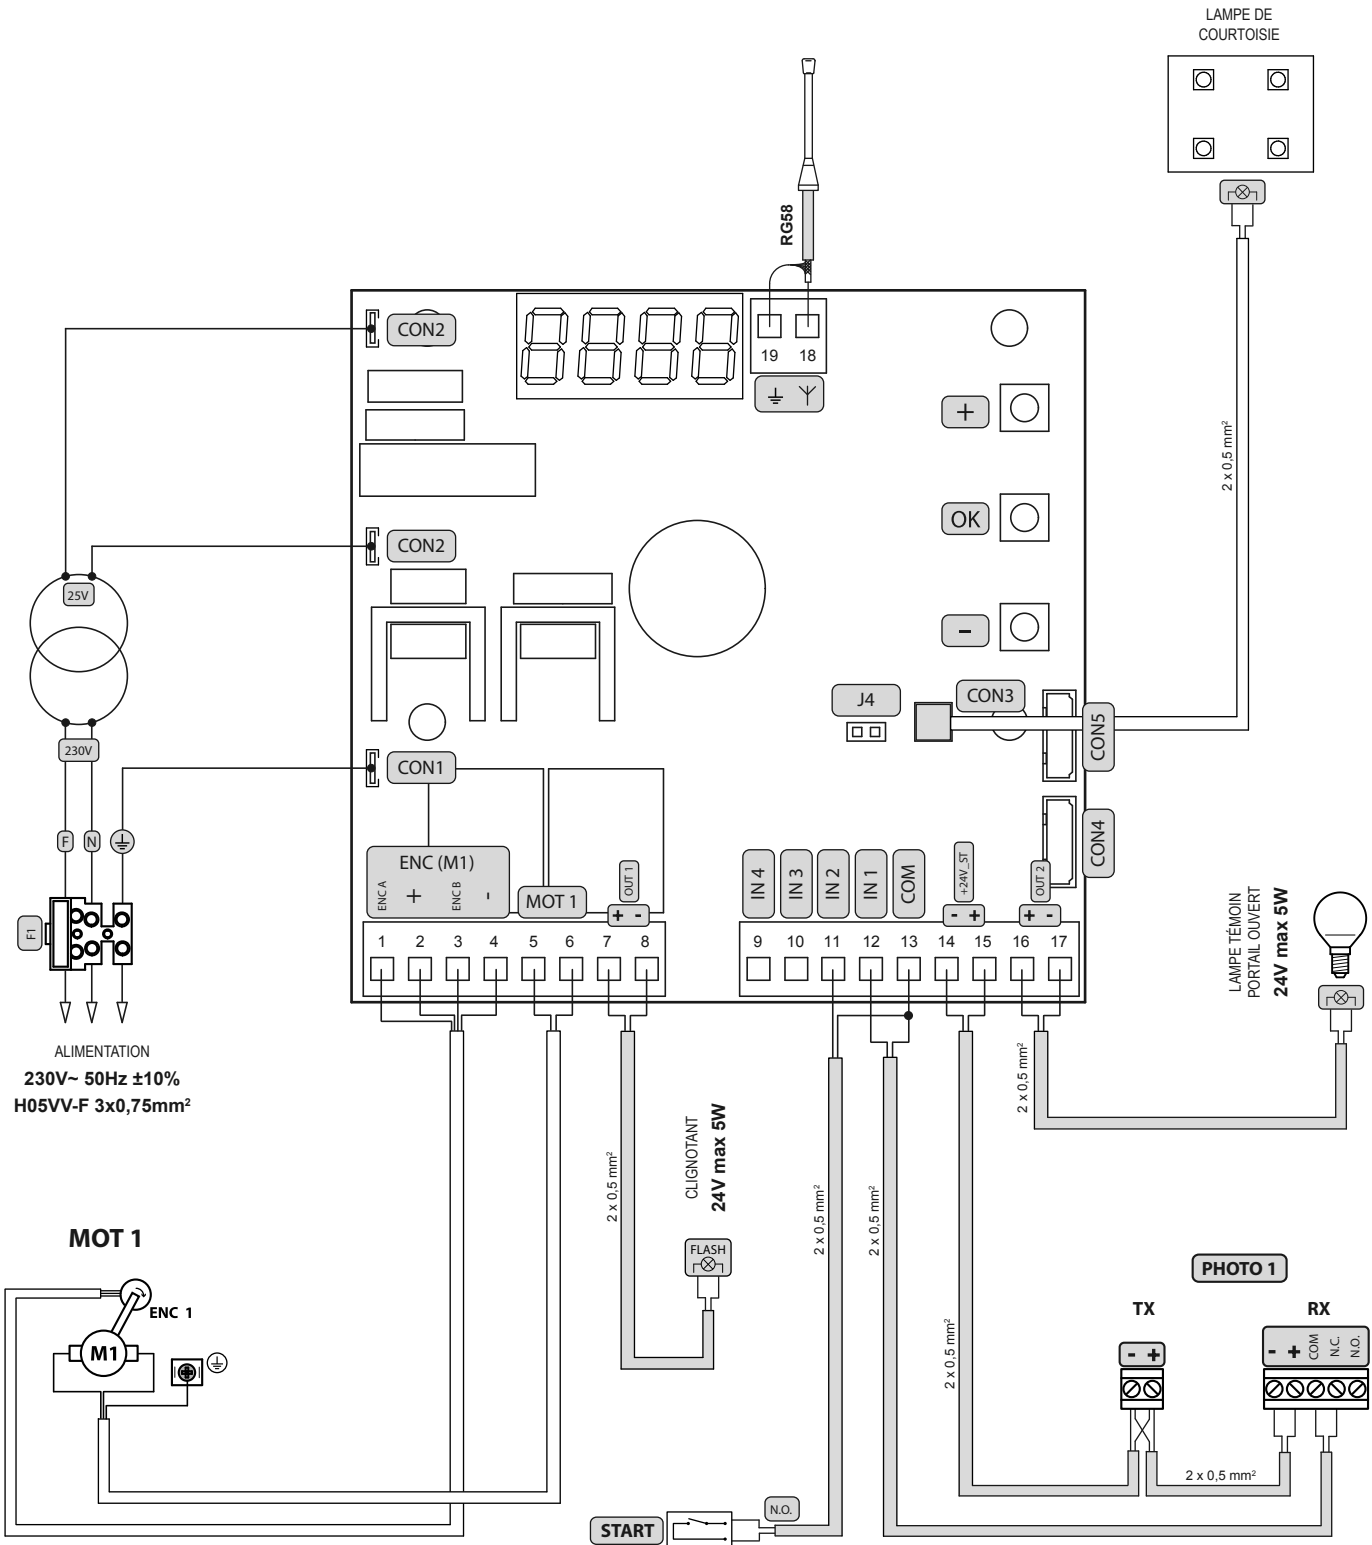 LAMPE DE
COURTOISIE
RG58
2 x 0,5 mm²
CON2
19 18
+
OK
-
CON2
25V
230V
J4
CON3
CON5
CON4
CON1
F N
F1
ENC (M1)
ENC A + ENC B -
MOT 1
OUT 1
+ -
IN 4 IN 3 IN 2 IN 1 COM
+24V_ST
- +
OUT 2
+ -
1 2 3 4 5 6 7 8
9 10 11 12 13 14 15 16 17
LAMPE TÉMOIN
PORTAIL OUVERT
24V max 5W
ALIMENTATION
230V~ 50Hz ±10%
H05VV-F 3x0,75mm²
2 x 0,5 mm²
CLIGNOTANT
24V max 5W
FLASH
2 x 0,5 mm²
2 x 0,5 mm²
2 x 0,5 mm²
2 x 0,5 mm²
MOT 1
ENC 1
M1
PHOTO 1
TX RX
- +
- + COM N.C. N.O.
2 x 0,5 mm²
N.O.
START